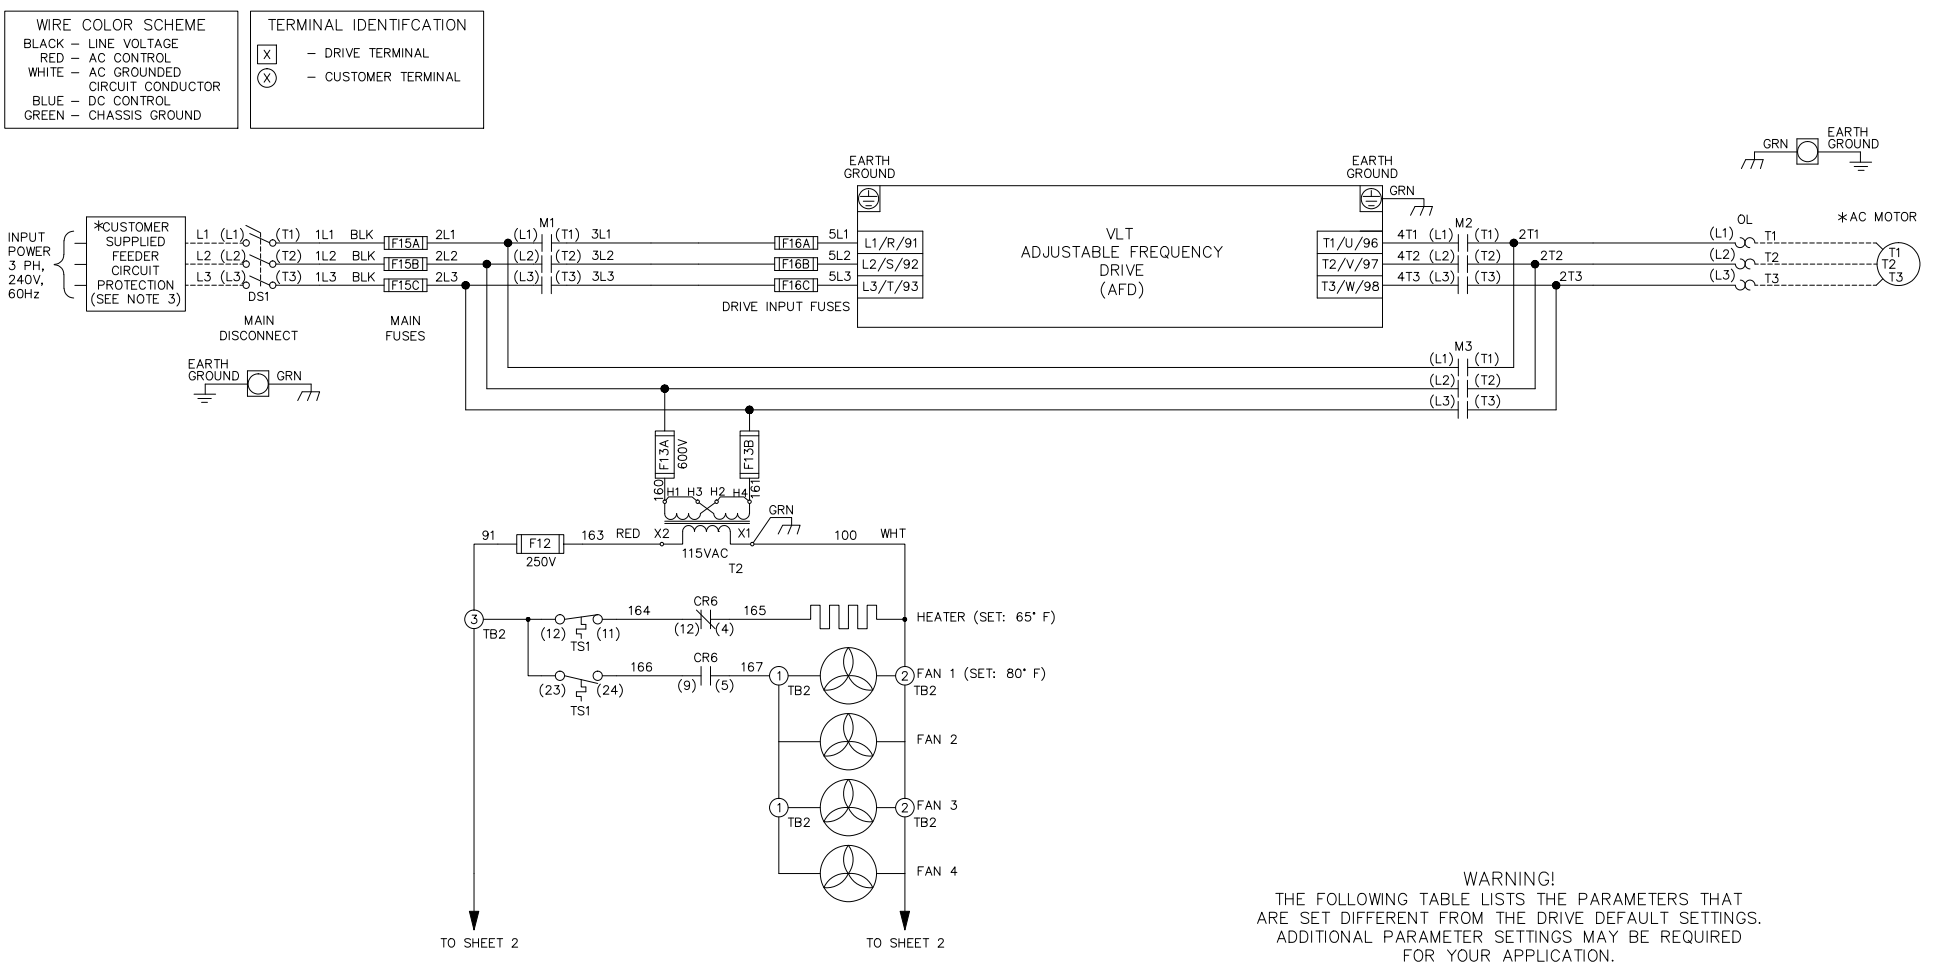 WIRE COLOR SCHEME
BLACK – LINE VOLTAGE
RED – AC CONTROL
WHITE – AC GROUNDED
CIRCUIT CONDUCTOR
BLUE – DC CONTROL
GREEN – CHASSIS GROUND
TERMINAL IDENTIFCATION
X – DRIVE TERMINAL
X – CUSTOMER TERMINAL
GRN
EARTH
GROUND
EARTH
GROUND
EARTH
GROUND
GRN
INPUT
POWER
3 PH,
240V,
60Hz
*CUSTOMER
SUPPLIED
FEEDER
CIRCUIT
PROTECTION
(SEE NOTE 3)
L1 (L1) (T1) 1L1 BLK F15A 2L1 (L1) M1 (T1) 3L1 F16A 5L1 L1/R/91
L2 (L2) (T2) 1L2 BLK F15B 2L2 (L2) (T2) 3L2 F16B 5L2 L2/S/92
L3 (L3) (T3) 1L3 BLK F15C 2L3 (L3) (T3) 3L3 F16C 5L3 L3/T/93
DS1
MAIN
DISCONNECT
MAIN
FUSES
DRIVE INPUT FUSES
VLT
ADJUSTABLE FREQUENCY
DRIVE
(AFD)
T1/U/96 4T1 (L1) M2 (T1) 2T1 (L1) OL T1
T2/V/97 4T2 (L2) (T2) 2T2 (L2) T2
T3/W/98 4T3 (L3) (T3) 2T3 (L3) T3
*AC MOTOR
T1
T2
T3
EARTH
GROUND
GRN
M3
(L1) (T1)
(L2) (T2)
(L3) (T3)
F13A
600V
F13B
160
161
H1 H3 H2 H4
GRN
91 F12 163 RED X2 X1 100 WHT
250V
115VAC
T2
3
TB2
(12) (11)
TS1
164
CR6
(12) (4)
165
HEATER (SET: 65° F)
(23) (24)
TS1
166
CR6
(9) (5)
167
1
TB2
2
TB2
FAN 1 (SET: 80° F)
FAN 2
1
TB2
2
TB2
FAN 3
FAN 4
TO SHEET 2
TO SHEET 2
WARNING!
THE FOLLOWING TABLE LISTS THE PARAMETERS THAT
ARE SET DIFFERENT FROM THE DRIVE DEFAULT SETTINGS.
ADDITIONAL PARAMETER SETTINGS MAY BE REQUIRED
FOR YOUR APPLICATION.